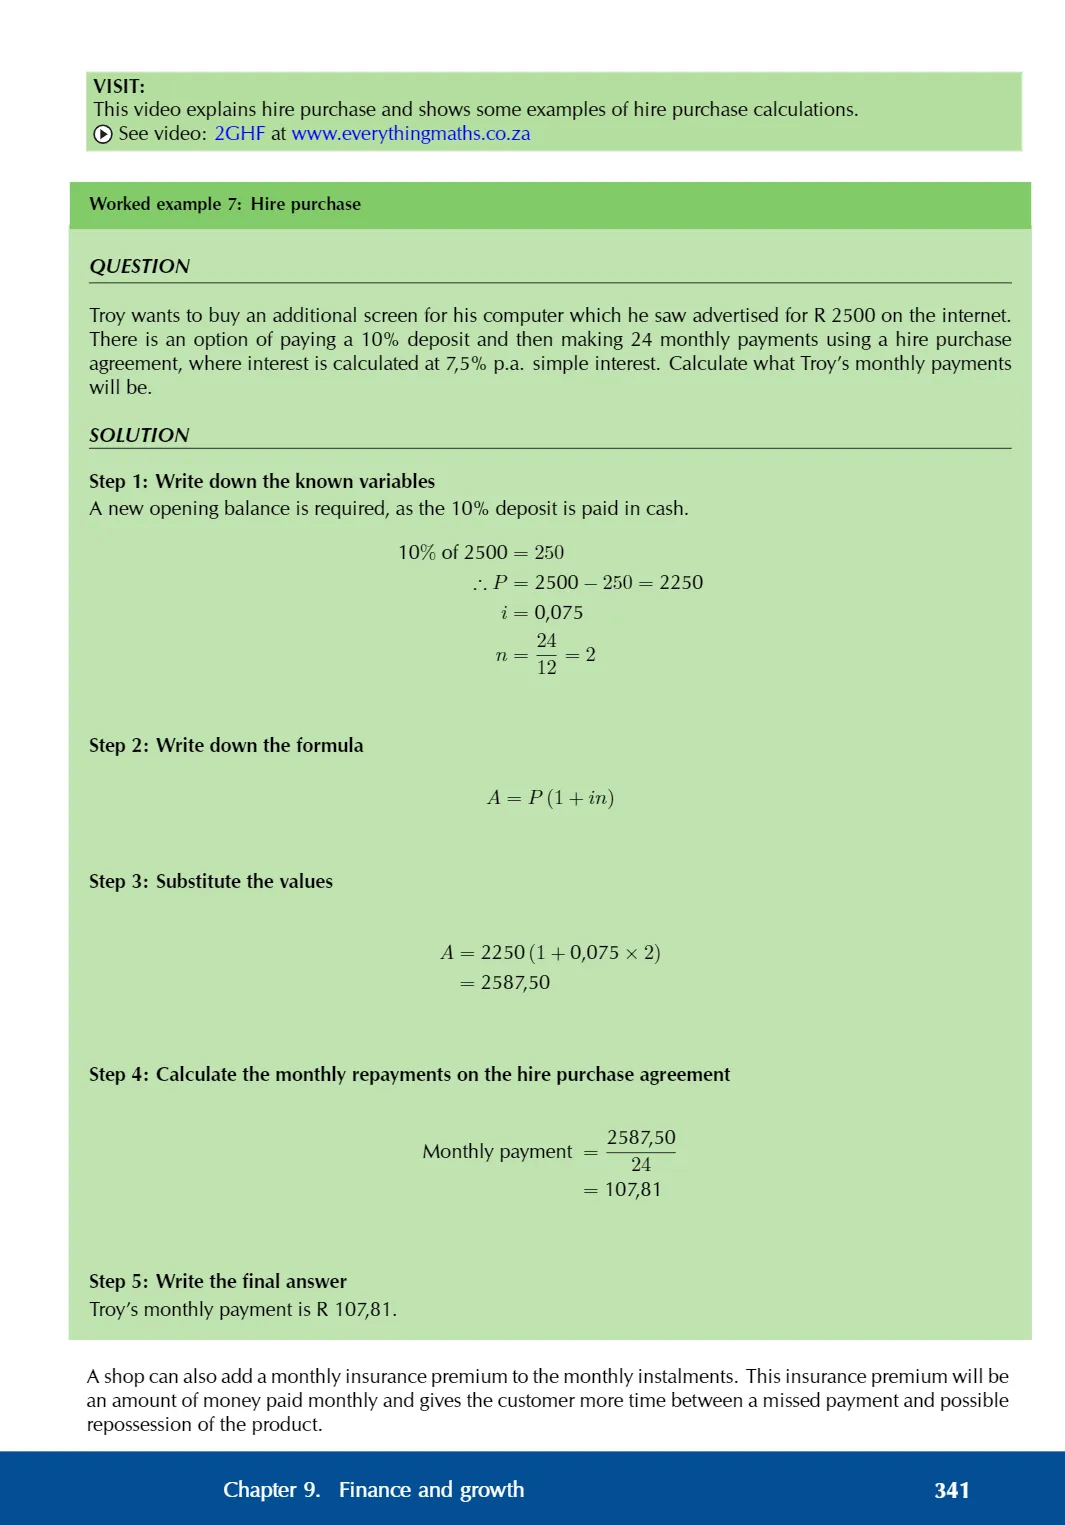 VISIT:
This video explains hire purchase and shows some examples of hire purchase calculations.
See video: 2GHF at www.everythingmaths.co.za
Worked example 7: Hire purchase
QUESTION
Troy wants to buy an additional screen for his computer which he saw advertised for R 2500 on the internet.
There is an option of paying a 10% deposit and then making 24 monthly payments using a hire purchase
agreement, where interest is calculated at 7,5% p.a. simple interest. Calculate what Troy's monthly payments
will be.
SOLUTION
Step 1: Write down the known variables
A new opening balance is required, as the 10% deposit is paid in cash.
10% of 2500 = 250
∴ P = 2500 − 250 = 2250
i = 0,075
n = 24/12 = 2
Step 2: Write down the formula
A = P (1 + in)
Step 3: Substitute the values
A = 2250 (1 + 0,075 × 2)
= 2587,50
Step 4: Calculate the monthly repayments on the hire purchase agreement
Monthly payment = 2587,50/24
= 107,81
Step 5: Write the final answer
Troy's monthly payment is R 107,81.
A shop can also add a monthly insurance premium to the monthly instalments. This insurance premium will be
an amount of money paid monthly and gives the customer more time between a missed payment and possible
repossession of the product.
Chapter 9. Finance and growth 341